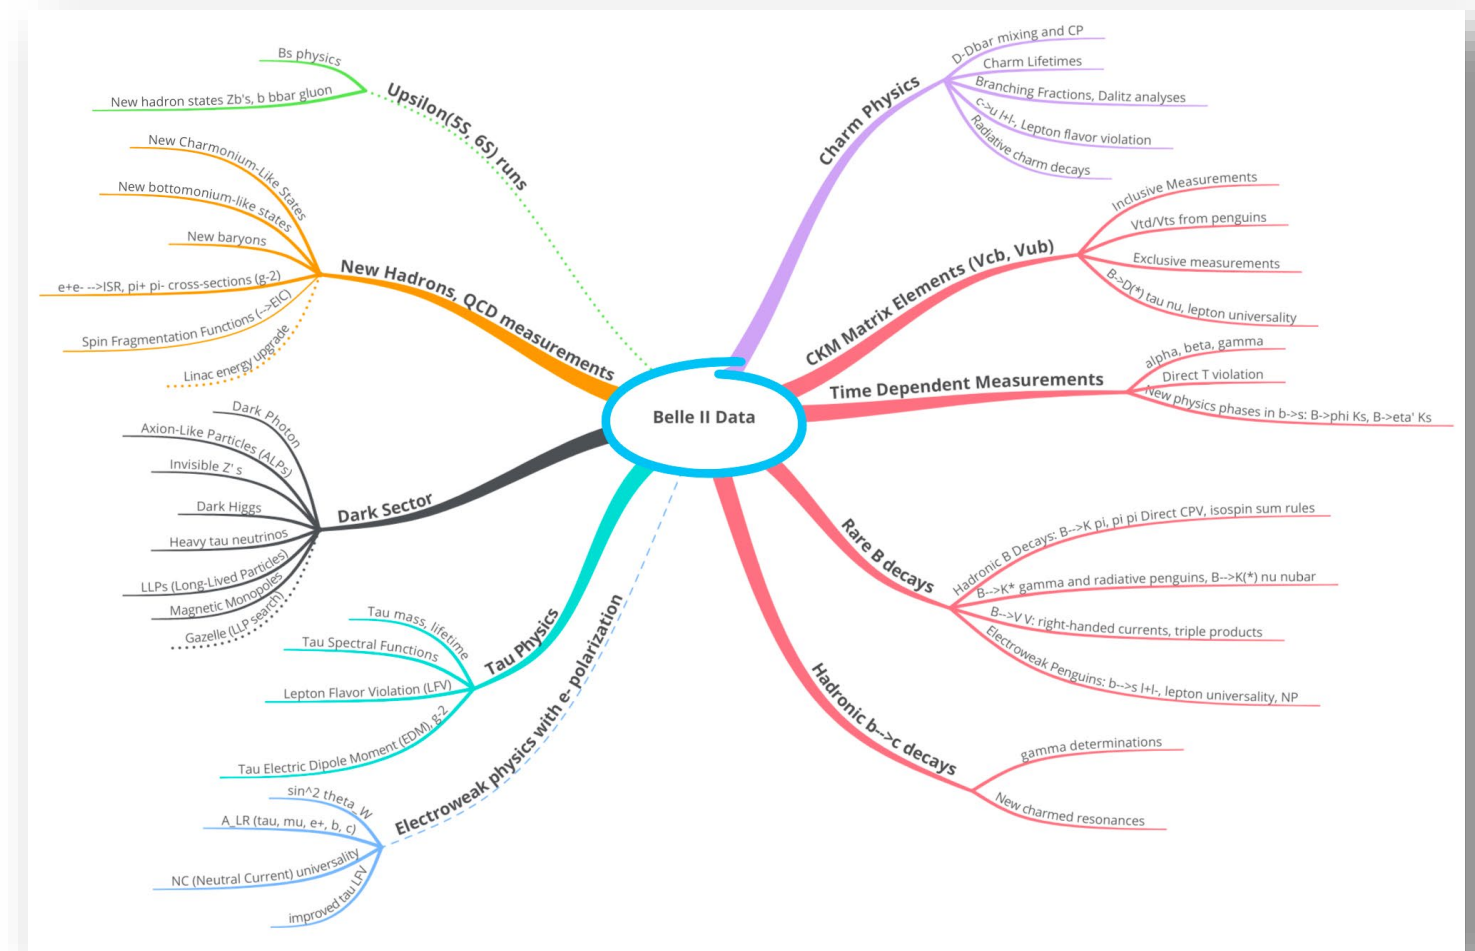 Belle II Data
Upsilon(5S, 6S) runs
Bs physics
New hadron states Zb's, b bbar gluon
New Hadrons, QCD measurements
New Charmonium-Like States
New bottomonium-like states
New baryons
e+e- -->ISR, pi+ pi- cross-sections (g-2)
Spin Fragmentation Functions (-->EIC)
Linac energy upgrade
Dark Sector
Dark Photon
Axion-Like Particles (ALPs)
Invisible Z' s
Dark Higgs
Heavy tau neutrinos
LLPs (Long-Lived Particles)
Magnetic Monopoles
Gazelle (LLP search)
Tau Physics
Tau mass, lifetime
Tau Spectral Functions
Lepton Flavor Violation (LFV)
Tau Electric Dipole Moment (EDM), g-2
Electroweak physics with e- polarization
sin^2 theta_W
A_LR (tau, mu, e+, b, c)
NC (Neutral Current) universality
improved tau LFV
Charm Physics
D-Dbar mixing and CP
Charm Lifetimes
Branching Fractions, Dalitz analyses
c->u l+l-, Lepton flavor violation
Radiative charm decays
CKM Matrix Elements (Vcb, Vub)
Inclusive Measurements
Vtd/Vts from penguins
Exclusive measurements
B->D(*) tau nu, lepton universality
Time Dependent Measurements
alpha, beta, gamma
Direct T violation
New physics phases in b->s: B->phi Ks, B->eta' Ks
Rare B decays
Hadronic B Decays: B-->K pi, pi pi Direct CPV, isospin sum rules
B-->K* gamma and radiative penguins, B-->K(*) nu nubar
B-->V V: right-handed currents, triple products
Electroweak Penguins: b-->s l+l-, lepton universality, NP
Hadronic b-->c decays
gamma determinations
New charmed resonances